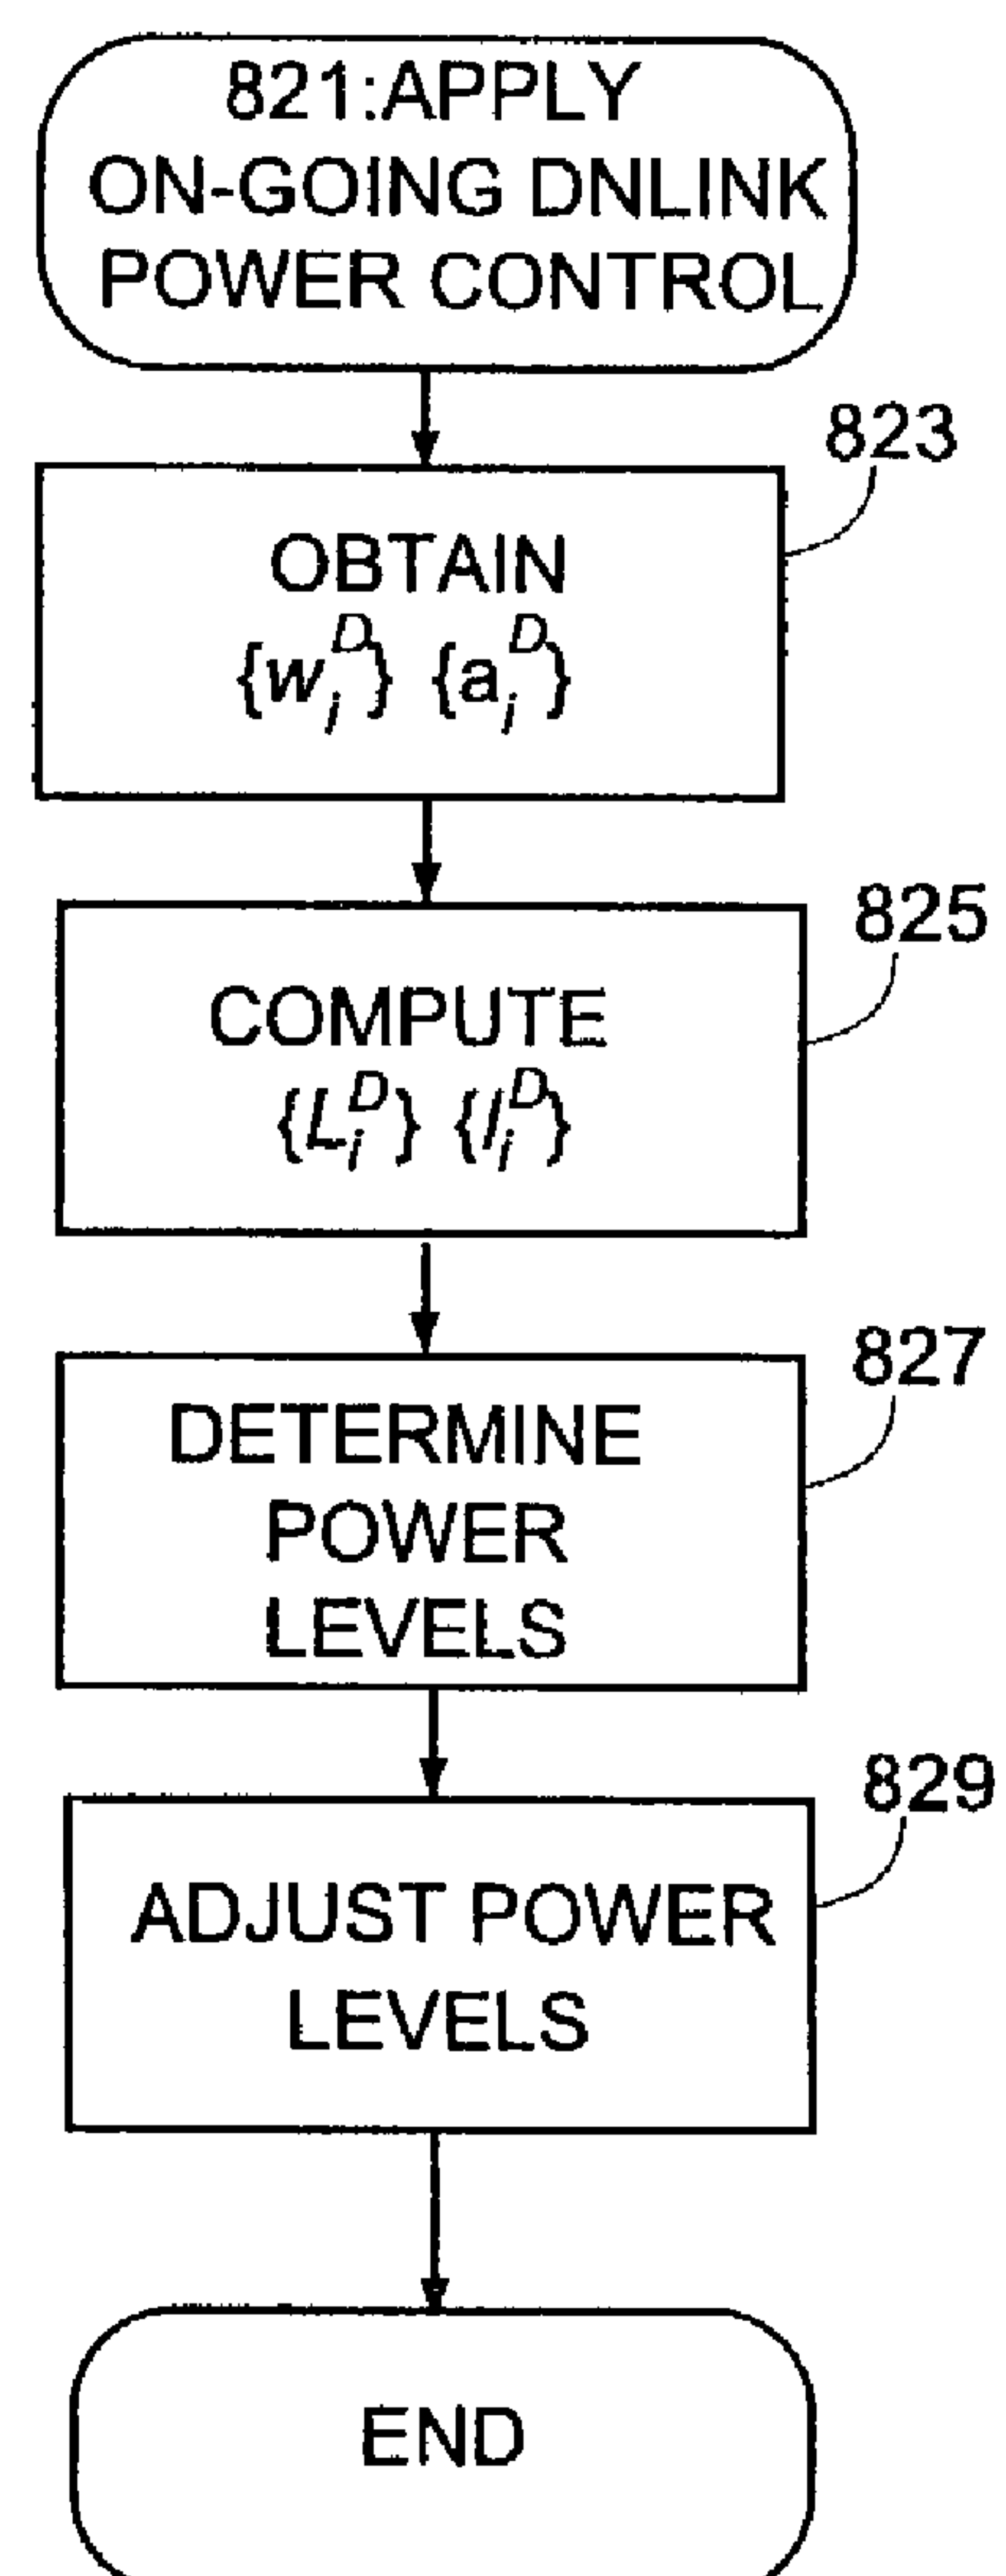 821:APPLY
ON-GOING DNLINK
POWER CONTROL
823
OBTAIN
{w_i^D} {a_i^D}
825
COMPUTE
{L_i^D} {I_i^D}
827
DETERMINE
POWER
LEVELS
829
ADJUST POWER
LEVELS
END